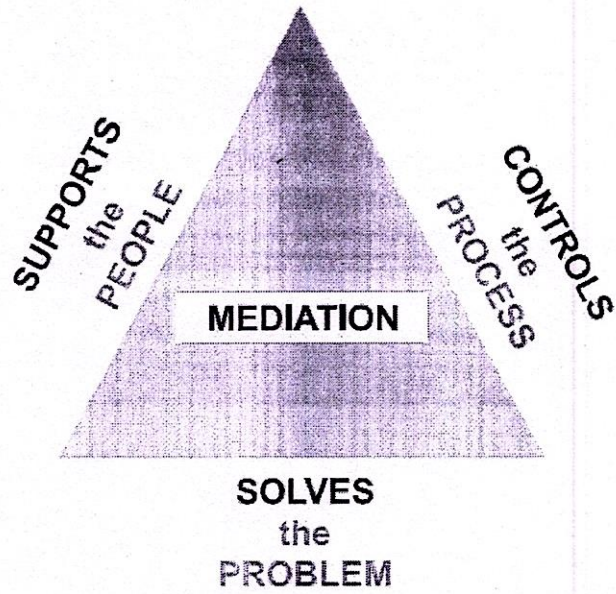 SUPPORTS
the
PEOPLE
CONTROLS
the
PROCESS
MEDIATION
SOLVES
the
PROBLEM